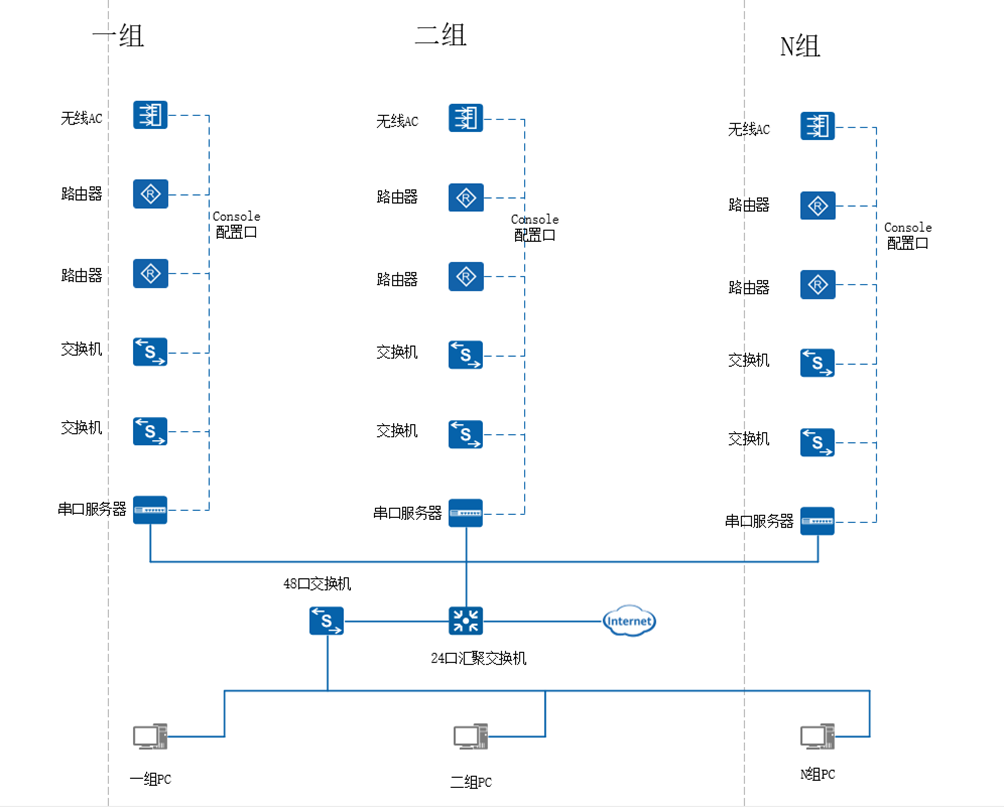 一组
二组
N组
无线AC
无线AC
无线AC
路由器
路由器
路由器
Console
配置口
Console
配置口
Console
配置口
路由器
路由器
路由器
交换机
交换机
交换机
交换机
交换机
交换机
串口服务器
串口服务器
串口服务器
48口交换机
Internet
24口汇聚交换机
一组PC
二组PC
N组PC
R
R
R
R
R
R
S
S
S
S
S
S
S